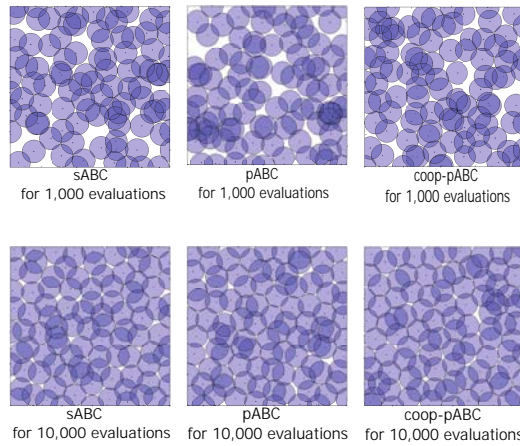 sABC
for 1,000 evaluations
pABC
for 1,000 evaluations
coop-pABC
for 1,000 evaluations
sABC
for 10,000 evaluations
pABC
for 10,000 evaluations
coop-pABC
for 10,000 evaluations